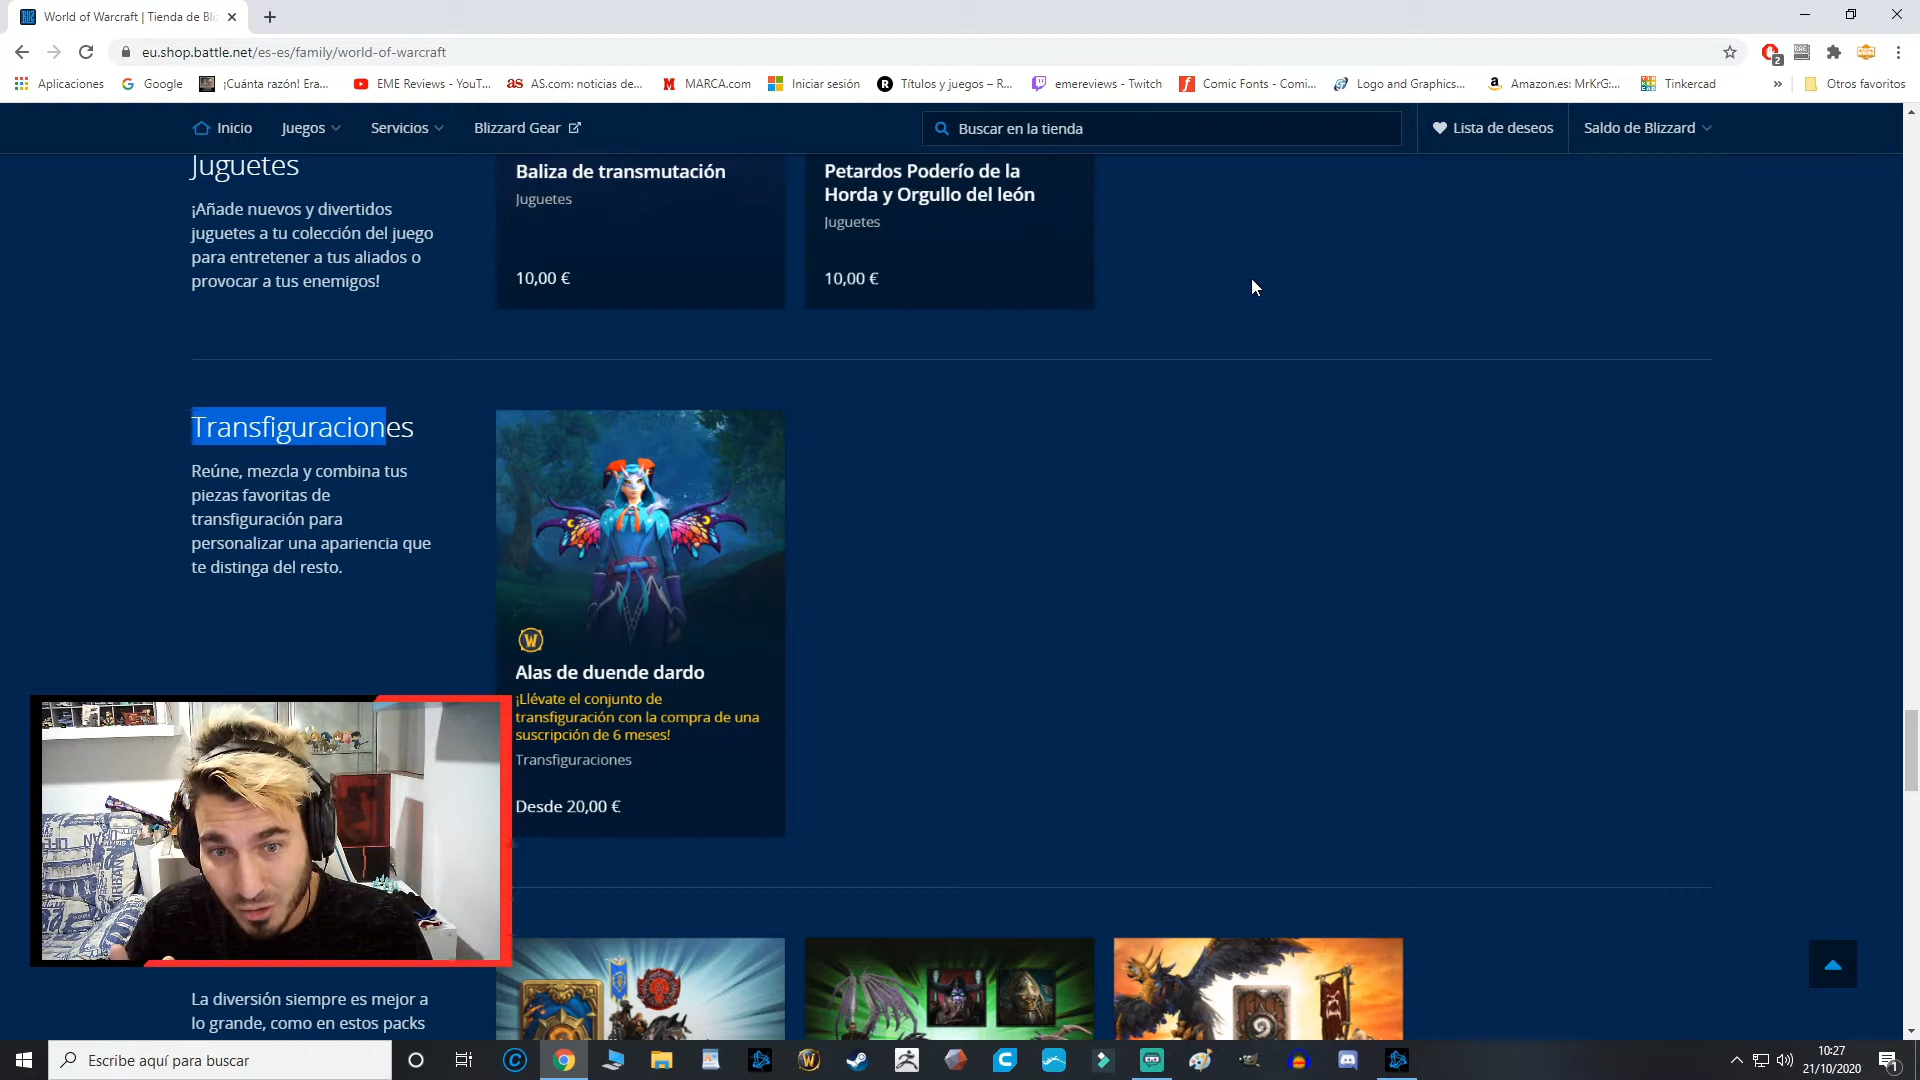 World of Warcraft | Tienda de Bliz
eu.shop.battle.net/es-es/family/world-of-warcraft
2
Aplicaciones
Google
¡Cuánta razón! Era...
EME Reviews - YouT...
as AS.com: noticias de...
M MARCA.com
Iniciar sesión
R Títulos y juegos – R...
emereviews - Twitch
f Comic Fonts - Comi...
Logo and Graphics...
a Amazon.es: MrKrG:...
Tinkercad
»
Otros favoritos
Inicio
Juegos
Servicios
Blizzard Gear
Buscar en la tienda
Lista de deseos
Saldo de Blizzard
Juguetes
¡Añade nuevos y divertidos
juguetes a tu colección del juego
para entretener a tus aliados o
provocar a tus enemigos!
Baliza de transmutación
Juguetes
10,00 €
Petardos Poderío de la
Horda y Orgullo del león
Juguetes
10,00 €
Transfiguraciones
Reúne, mezcla y combina tus
piezas favoritas de
transfiguración para
personalizar una apariencia que
te distinga del resto.
W
Alas de duende dardo
¡Llévate el conjunto de
transfiguración con la compra de una
suscripción de 6 meses!
Transfiguraciones
Desde 20,00 €
La diversión siempre es mejor a
lo grande, como en estos packs
Escribe aquí para buscar
10:27
21/10/2020
1